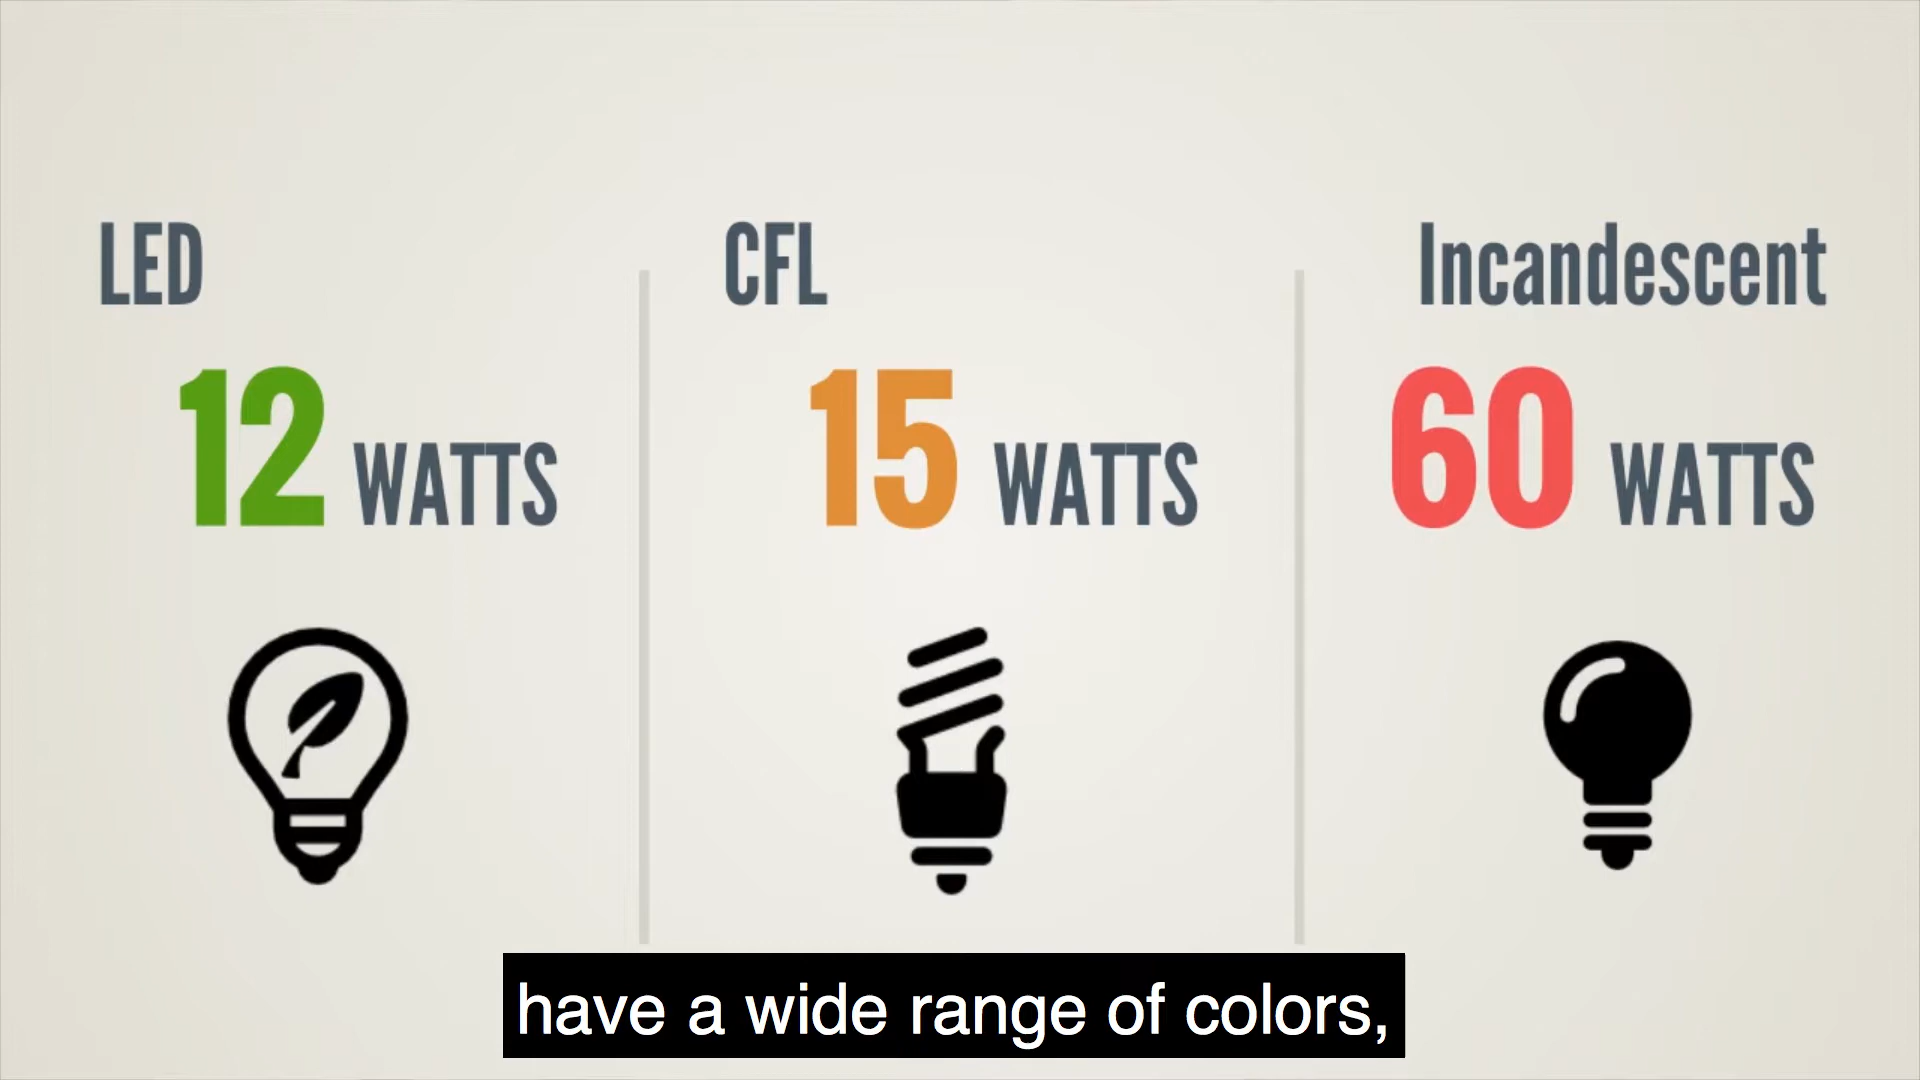 LED
12 WATTS
CFL
15 WATTS
Incandescent
60 WATTS
have a wide range of colors,